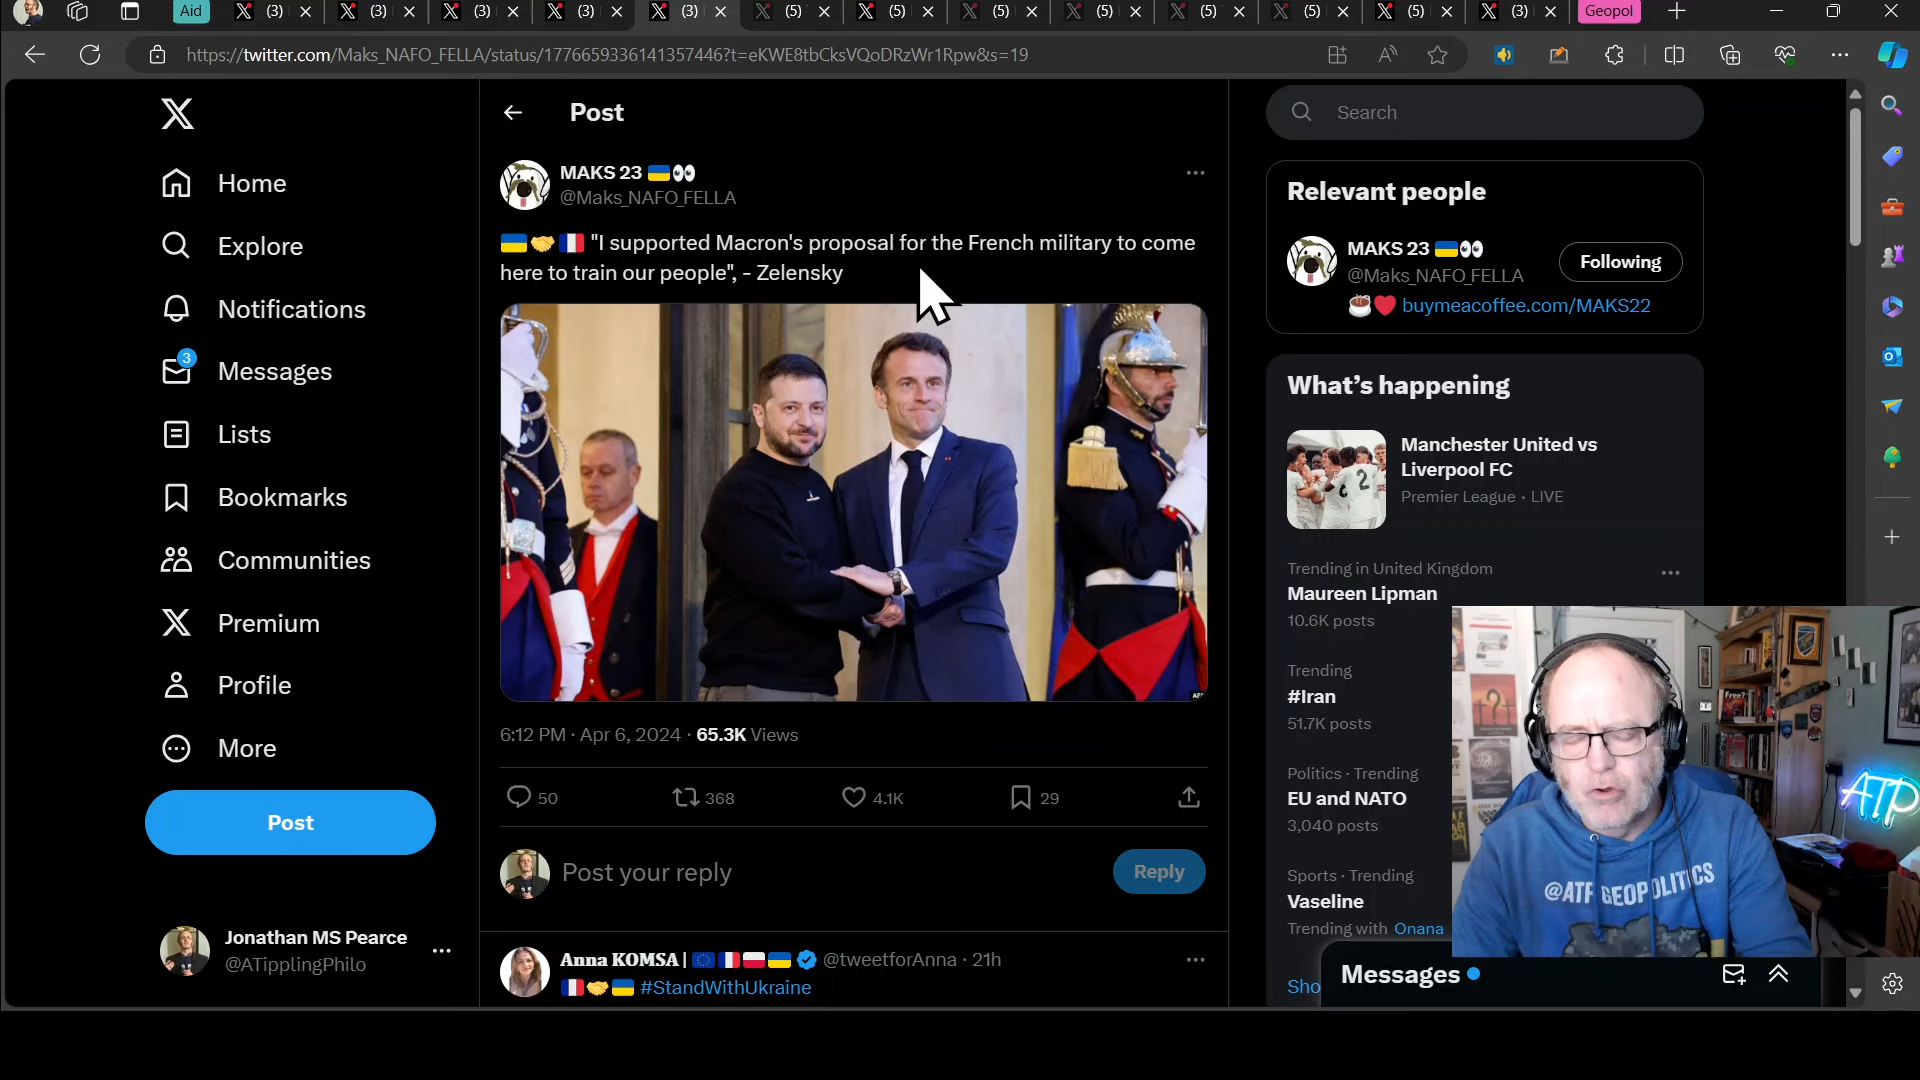 Aid
(3)
(3)
(3)
(3)
(3)
(5)
(5)
(5)
(5)
(5)
(5)
(5)
(3)
Geopol
https://twitter.com/Maks_NAFO_FELLA/status/1776659336141357446?t=eKWE8tbCksVQoDRzWr1Rpw&s=19
Home
Explore
Notifications
3
Messages
Lists
Bookmarks
Communities
Premium
Profile
More
Post
Jonathan MS Pearce
@ATipplingPhilo
Post
MAKS 23
@Maks_NAFO_FELLA
"I supported Macron's proposal for the French military to come
here to train our people", - Zelensky
6:12 PM · Apr 6, 2024 · 65.3K Views
50
368
4.1K
29
Post your reply
Reply
Anna KOMSA | @tweetforAnna · 21h
#StandWithUkraine
Search
Relevant people
MAKS 23
@Maks_NAFO_FELLA
Following
buymeacoffee.com/MAKS22
What's happening
Manchester United vs
Liverpool FC
Premier League · LIVE
Trending in United Kingdom
Maureen Lipman
10.6K posts
Trending
#Iran
51.7K posts
Politics · Trending
EU and NATO
3,040 posts
Sports · Trending
Vaseline
Trending with Onana
Sho
Messages
ATP
@ATP GEOPOLITICS